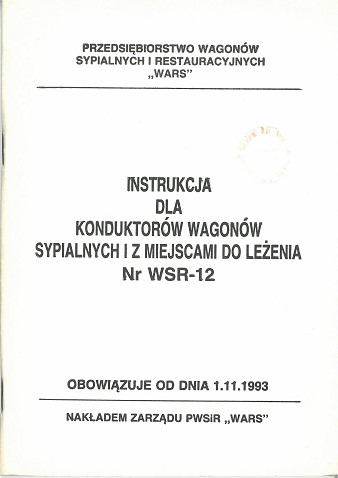 PRZEDSIĘBIORSTWO WAGONÓW
SYPIALNYCH I RESTAURACYJNYCH
„WARS”
INSTRUKCJA
DLA
KONDUKTORÓW WAGONÓW
SYPIALNYCH I Z MIEJSCAMI DO LEŻENIA
Nr WSR-12
OBOWIĄZUJE OD DNIA 1.11.1993
NAKŁADEM ZARZĄDU PWSiR „WARS”